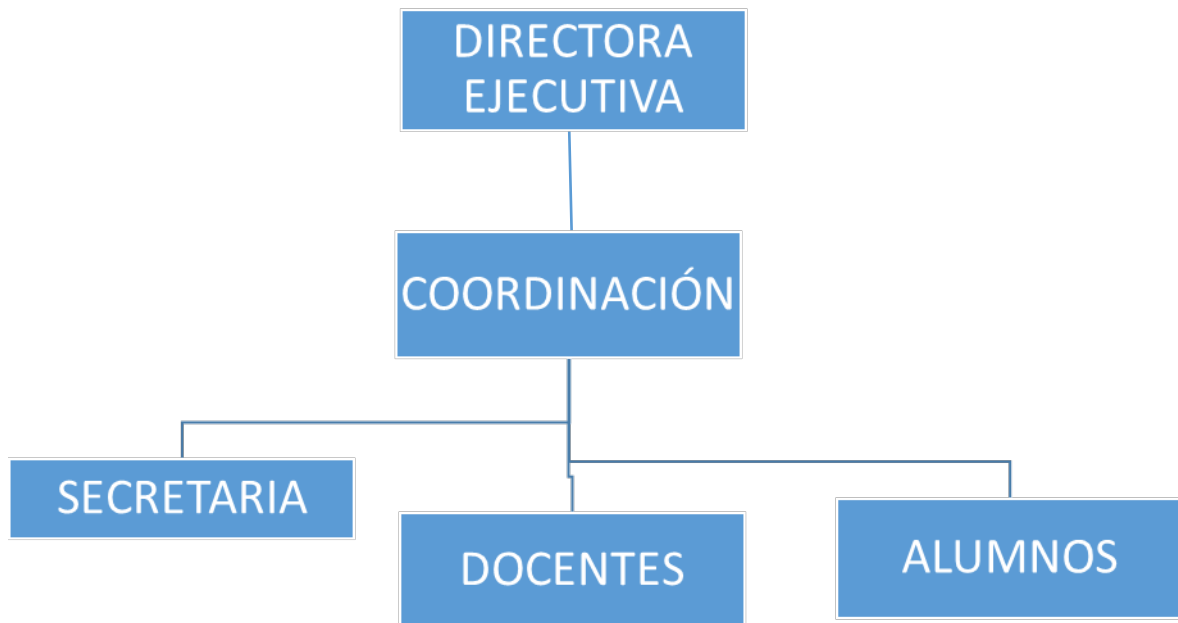 DIRECTORA
EJECUTIVA
COORDINACIÓN
SECRETARIA
DOCENTES
ALUMNOS